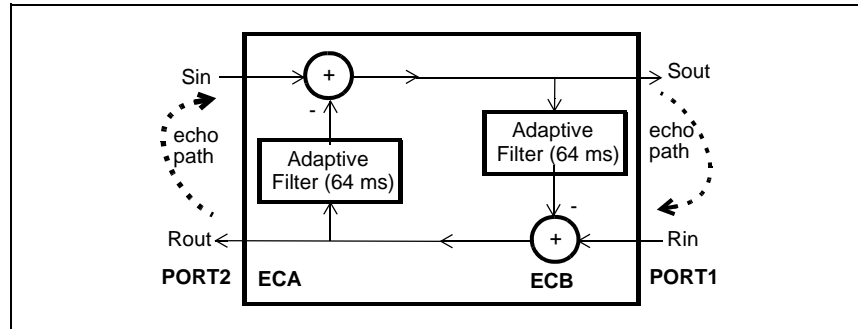 Sin
+
Sout
-
echo
path
Adaptive
Filter (64 ms)
Adaptive
Filter (64 ms)
echo
path
-
Rout
+
Rin
PORT2
ECA
ECB
PORT1